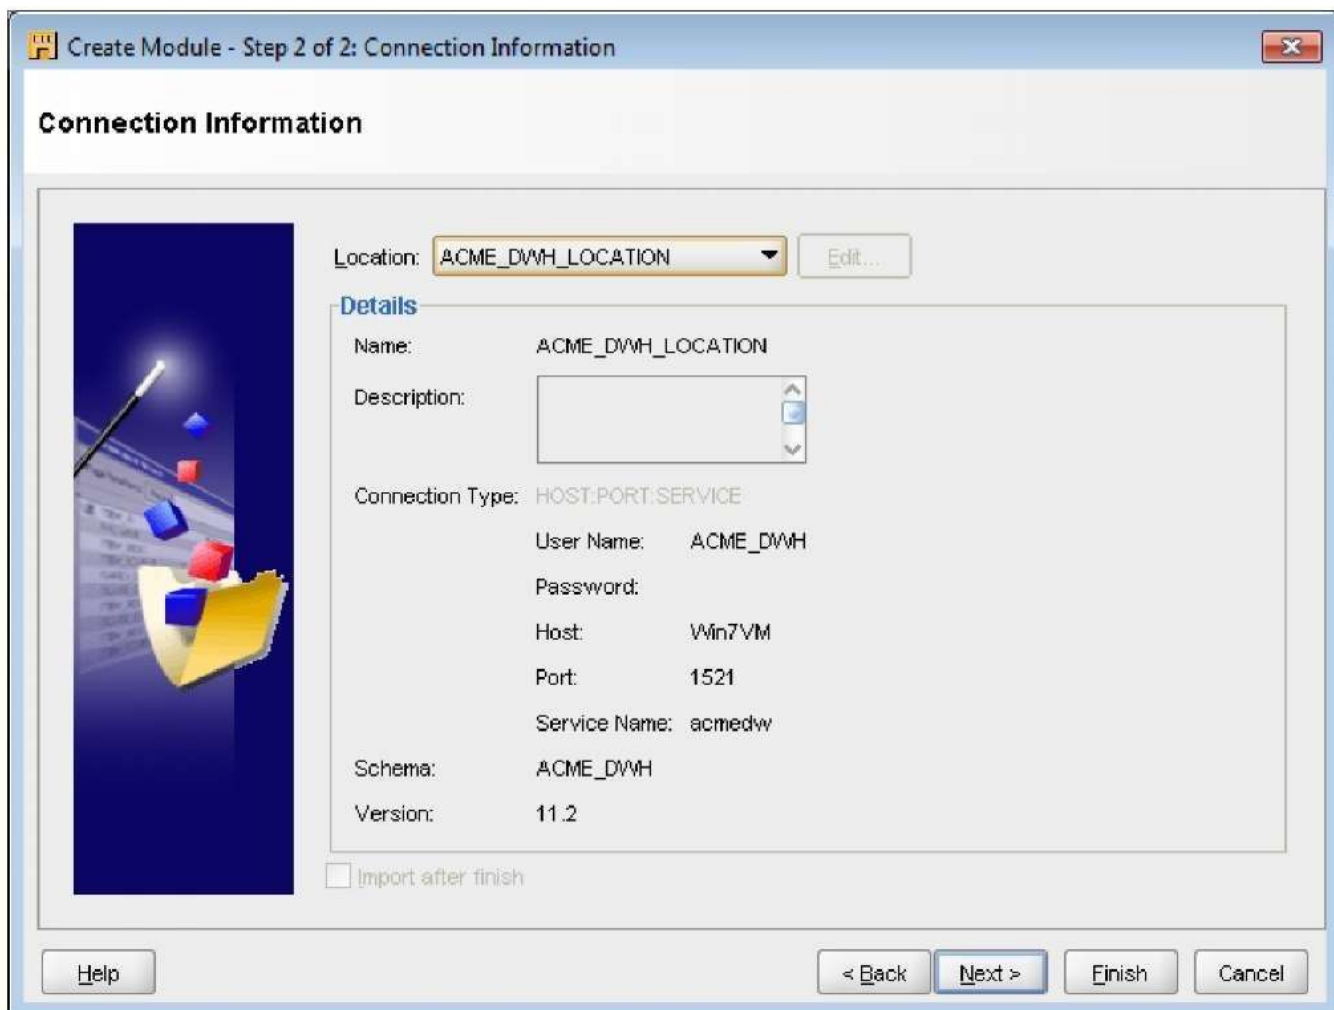 Create Module - Step 2 of 2: Connection Information
Connection Information
Location: ACME_DWH_LOCATION Edit...
Details
Name: ACME_DWH_LOCATION
Description:
Connection Type: HOST:PORT:SERVICE
User Name: ACME_DWH
Password:
Host: Win7VM
Port: 1521
Service Name: acmedw
Schema: ACME_DWH
Version: 11.2
Import after finish
Help < Back Next > Finish Cancel